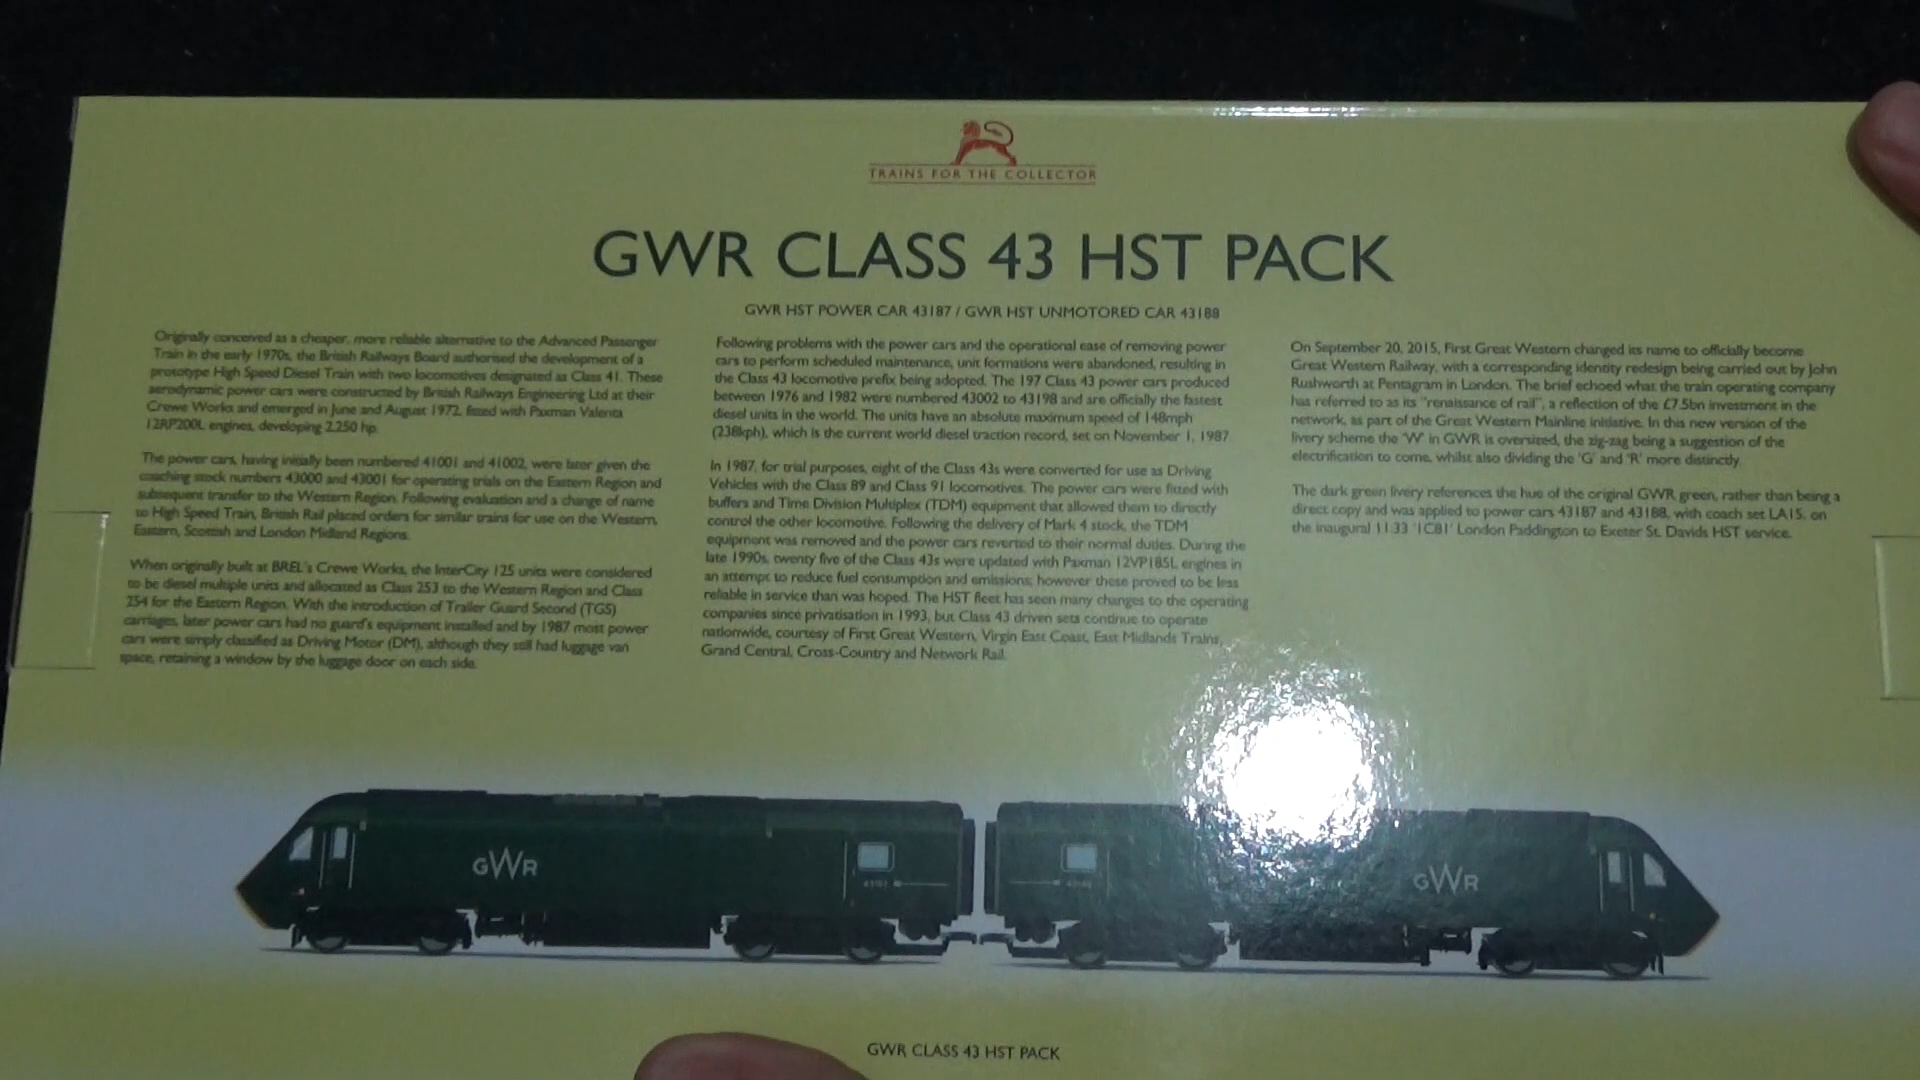 TRAINS FOR THE COLLECTOR
GWR CLASS 43 HST PACK
GWR HST POWER CAR 43187 / GWR HST UNMOTORED CAR 43188
Originally conceived as a cheaper, more reliable alternative to the Advanced Passenger
Train in the early 1970s, the British Railways Board authorised the development of a
prototype High Speed Diesel Train with two locomotives designated as Class 41. These
aerodynamic power cars were constructed by British Railways Engineering Ltd at their
Crewe Works and emerged in June and August 1972, fitted with Paxman Valenta
12RP200L engines, developing 2,250 hp.
The power cars, having initially been numbered 41001 and 41002, were later given the
coaching stock numbers 43000 and 43001 for operating trials on the Eastern Region and
subsequent transfer to the Western Region. Following evaluation and a change of name
to High Speed Train, British Rail placed orders for similar trains for use on the Western,
Eastern, Scottish and London Midland Regions.
When originally built at BREL's Crewe Works, the InterCity 125 units were considered
to be diesel multiple units and allocated as Class 253 to the Western Region and Class
254 for the Eastern Region. With the introduction of Trailer Guard Second (TGS)
carriages, later power cars had no guard's equipment installed and by 1987 most power
cars were simply classified as Driving Motor (DM), although they still had luggage van
space, retaining a window by the luggage door on each side.
Following problems with the power cars and the operational ease of removing power
cars to perform scheduled maintenance, unit formations were abandoned, resulting in
the Class 43 locomotive prefix being adopted. The 197 Class 43 power cars produced
between 1976 and 1982 were numbered 43002 to 43198 and are officially the fastest
diesel units in the world. The units have an absolute maximum speed of 148mph
(238kph), which is the current world diesel traction record, set on November 1, 1987.
In 1987, for trial purposes, eight of the Class 43s were converted for use as Driving
Vehicles with the Class 89 and Class 91 locomotives. The power cars were fitted with
buffers and Time Division Multiplex (TDM) equipment that allowed them to directly
control the other locomotive. Following the delivery of Mark 4 stock, the TDM
equipment was removed and the power cars reverted to their normal duties. During the
late 1990s, twenty five of the Class 43s were updated with Paxman 12VP185L engines in
an attempt to reduce fuel consumption and emissions; however these proved to be less
reliable in service than was hoped. The HST fleet has seen many changes to the operating
companies since privatisation in 1993, but Class 43 driven sets continue to operate
nationwide, courtesy of First Great Western, Virgin East Coast, East Midlands Trains,
Grand Central, Cross-Country and Network Rail.
On September 20, 2015, First Great Western changed its name to officially become
Great Western Railway, with a corresponding identity redesign being carried out by John
Rushworth at Pentagram in London. The brief echoed what the train operating company
has referred to as its "renaissance of rail", a reflection of the £7.5bn investment in the
network, as part of the Great Western Mainline initiative. In this new version of the
livery scheme the 'W' in GWR is oversized, the zig-zag being a suggestion of the
electrification to come, whilst also dividing the 'G' and 'R' more distinctly.
The dark green livery references the hue of the original GWR green, rather than being a
direct copy and was applied to power cars 43187 and 43188, with coach set LA15, on
the inaugural 11:33 '1C81' London Paddington to Exeter St. Davids HST service.
GWR
43187
GWR
GWR CLASS 43 HST PACK